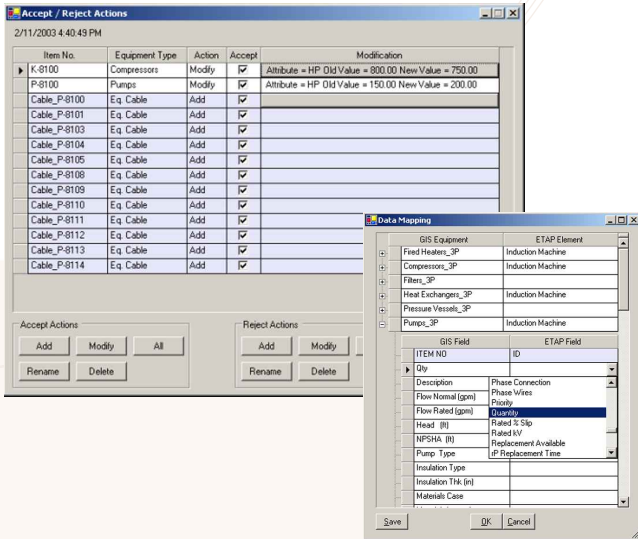 Accept / Reject Actions
2/11/2003 4:40:49 PM
Item No. Equipment Type Action Accept Modification
K-8100 Compressors Modify Attribute = HP Old Value = 800.00 New Value = 750.00
P-8100 Pumps Modify Attribute = HP Old Value = 150.00 New Value = 200.00
Cable_P-8100 Eq. Cable Add
Cable_P-8101 Eq. Cable Add
Cable_P-8103 Eq. Cable Add
Cable_P-8104 Eq. Cable Add
Cable_P-8105 Eq. Cable Add
Cable_P-8108 Eq. Cable Add
Cable_P-8109 Eq. Cable Add
Cable_P-8110 Eq. Cable Add
Cable_P-8111 Eq. Cable Add
Cable_P-8112 Eq. Cable Add
Cable_P-8113 Eq. Cable Add
Cable_P-8114 Eq. Cable Add
Accept Actions
Add Modify All
Rename Delete
Reject Actions
Add Modify
Rename Delete
Data Mapping
GIS Equipment ETAP Element
Fired Heaters_3P Induction Machine
Compressors_3P Induction Machine
Filters_3P
Heat Exchangers_3P Induction Machine
Pressure Vessels_3P
Pumps_3P Induction Machine
GIS Field ETAP Field
ITEM NO ID
Qty
Description
Flow Normal (gpm)
Flow Rated (gpm)
Head (ft)
NPSHA (ft)
Pump Type
Insulation Type
Insulation Thk (in)
Materials Case
Phase Connection
Phase Wires
Priority
Quantity
Rated % Slip
Rated kV
Replacement Available
rP Replacement Time
Save OK Cancel